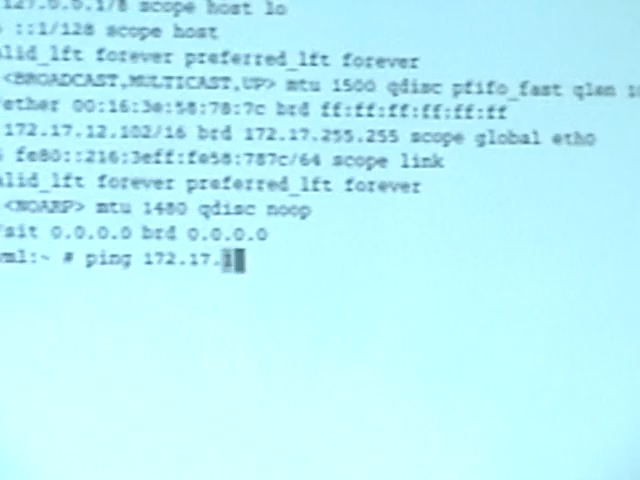 127.0.0.1/8 scope host lo
::1/128 scope host
alid_lft forever preferred_lft forever
<BROADCAST,MULTICAST,UP> mtu 1500 qdisc pfifo_fast qlen
ether 00:16:3e:58:78:7c brd ff:ff:ff:ff:ff:ff
172.17.12.102/16 brd 172.17.255.255 scope global eth0
fe80::216:3eff:fe58:787c/64 scope link
alid_lft forever preferred_lft forever
<NOARP> mtu 1480 qdisc noop
/sit 0.0.0.0 brd 0.0.0.0
vm1:~ # ping 172.17.1